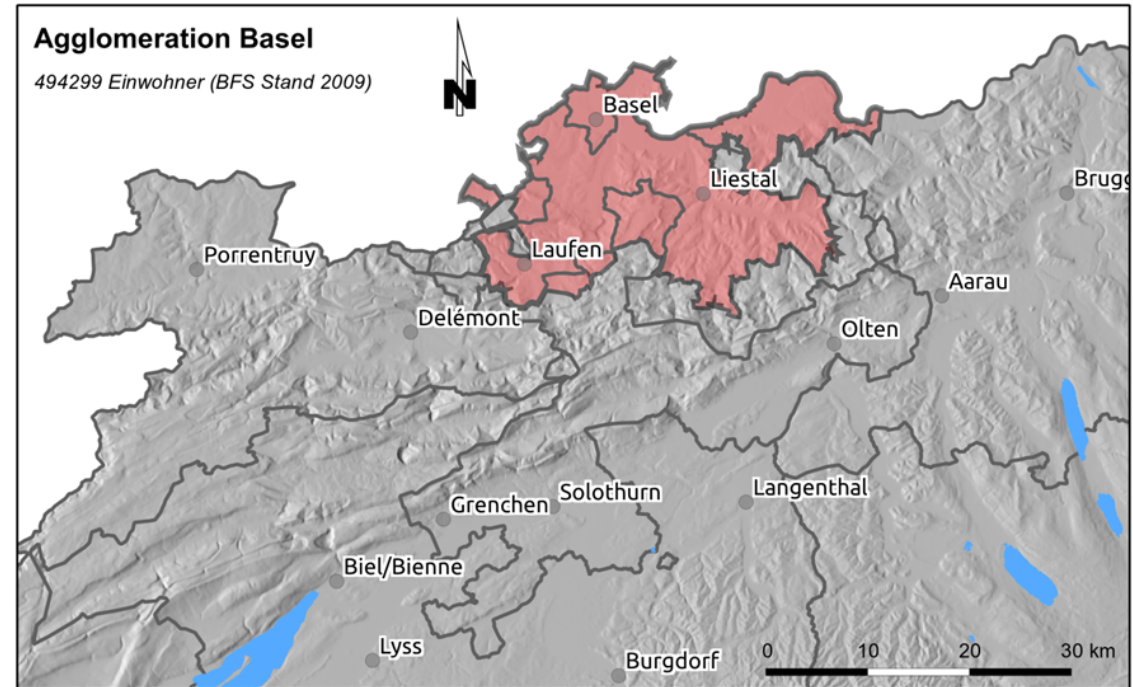 Agglomeration Basel
494299 Einwohner (BFS Stand 2009)
N
Basel
Liestal
Brugg
Porrentruy
Laufen
Aarau
Delémont
Olten
Grenchen
Solothurn
Langenthal
Biel/Bienne
Lyss
Burgdorf
0 10 20 30 km